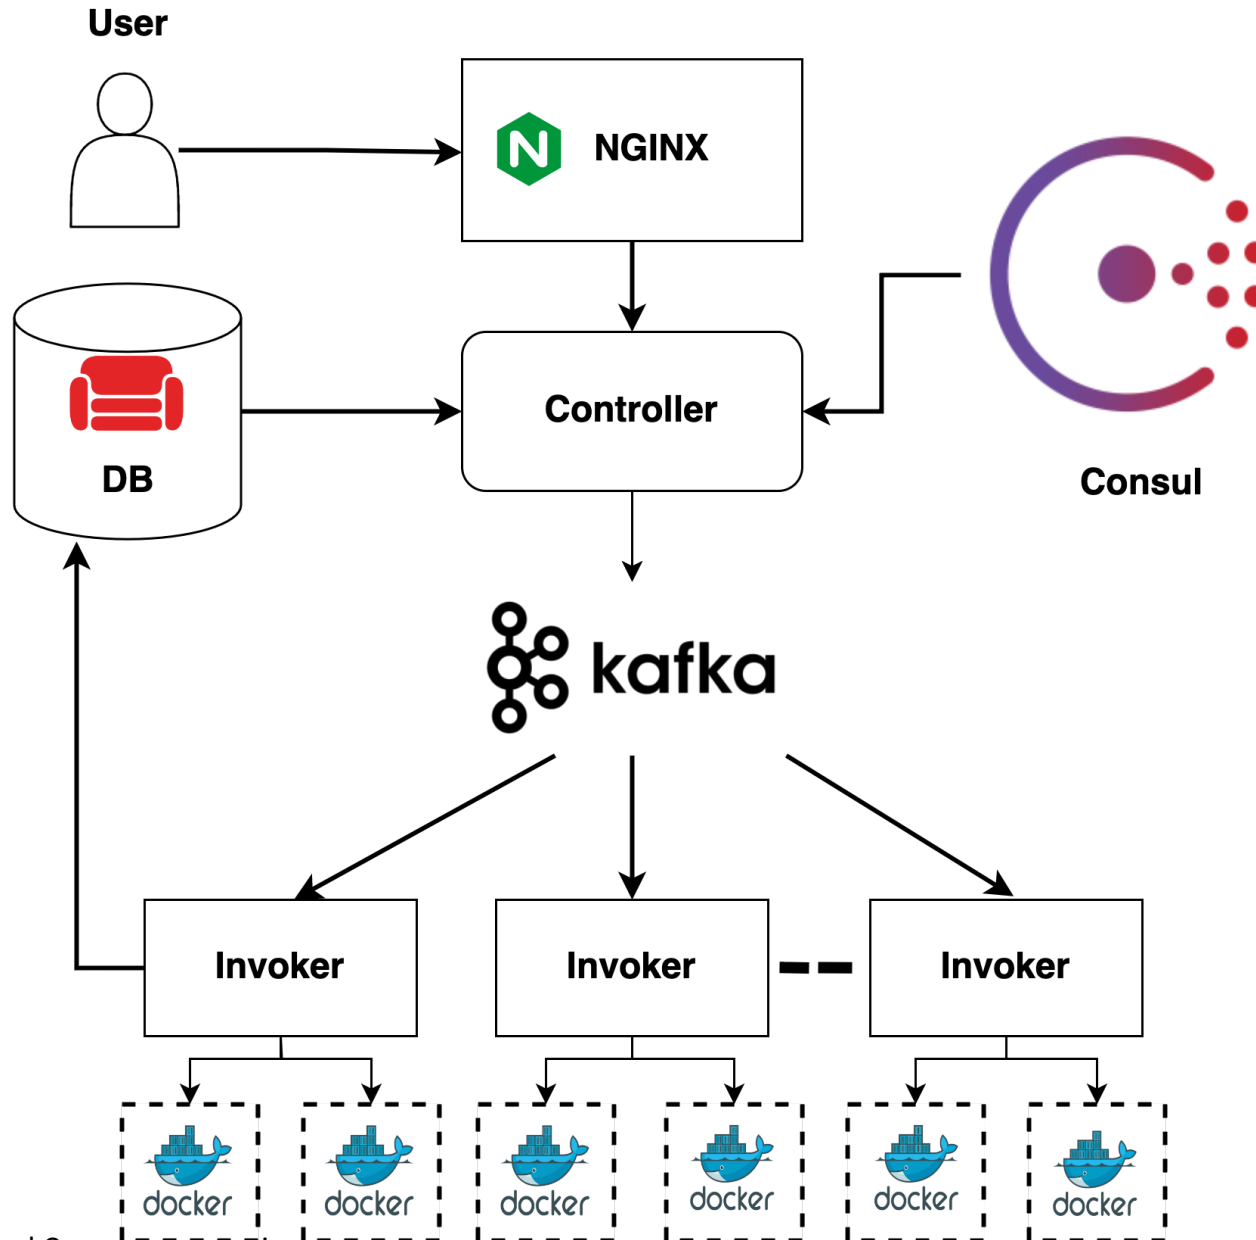 User
NGINX
Controller
DB
Consul
kafka
Invoker
Invoker
Invoker
docker
docker
docker
docker
docker
docker